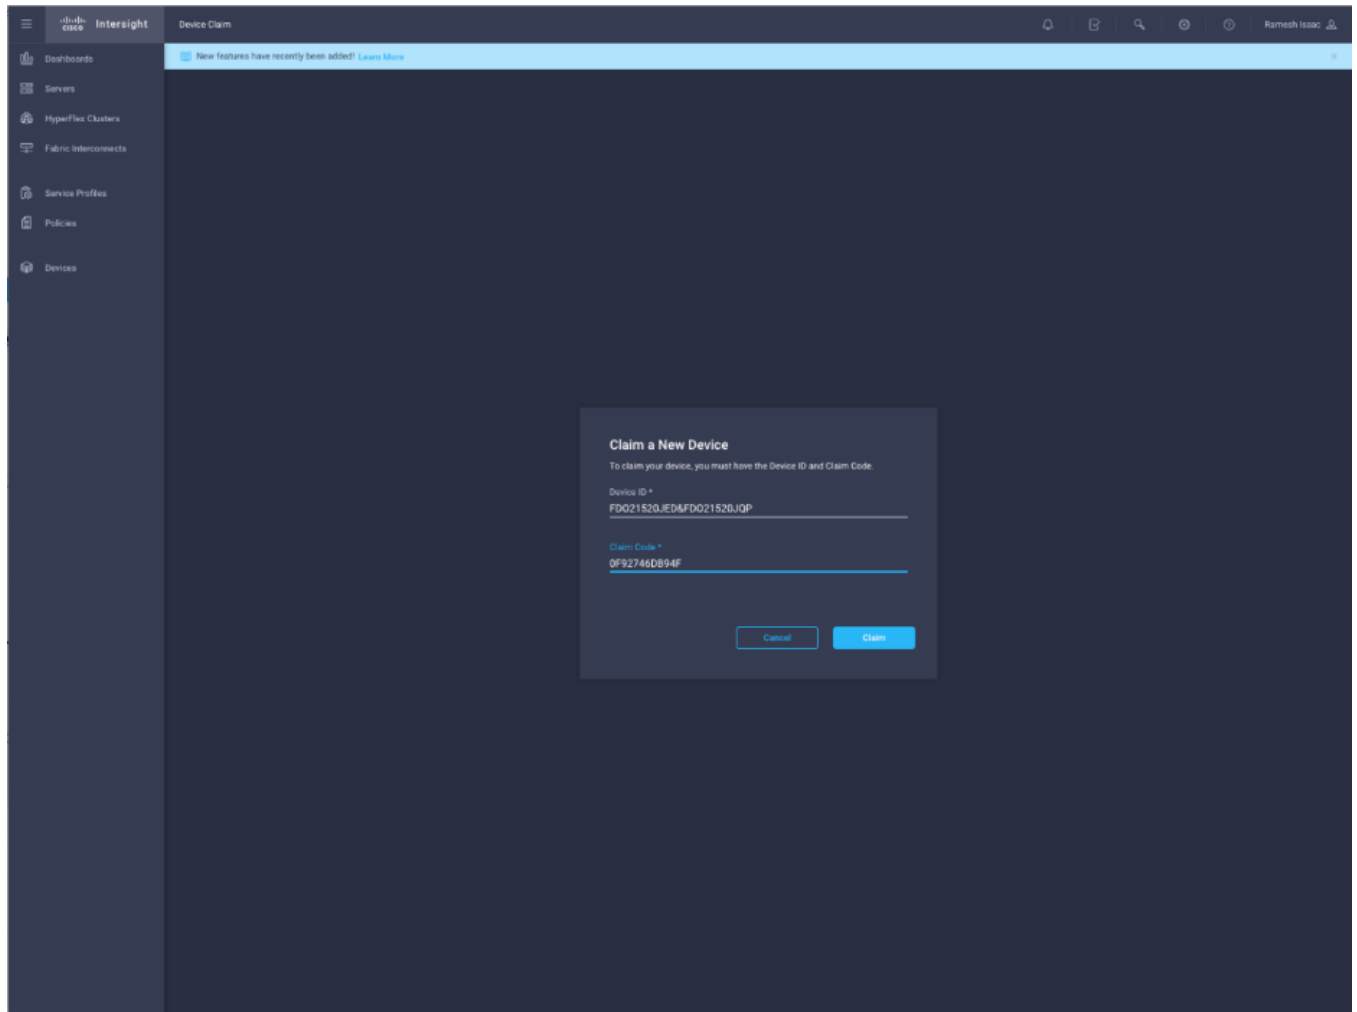 cisco Intersight
Device Claim
Ramesh Isaac
New features have recently been added! Learn More
Dashboards
Servers
HyperFlex Clusters
Fabric Interconnects
Service Profiles
Policies
Devices
Claim a New Device
To claim your device, you must have the Device ID and Claim Code.
Device ID *
FDO21520JED&FDO21520JQP
Claim Code *
0F92746DB94F
Cancel
Claim